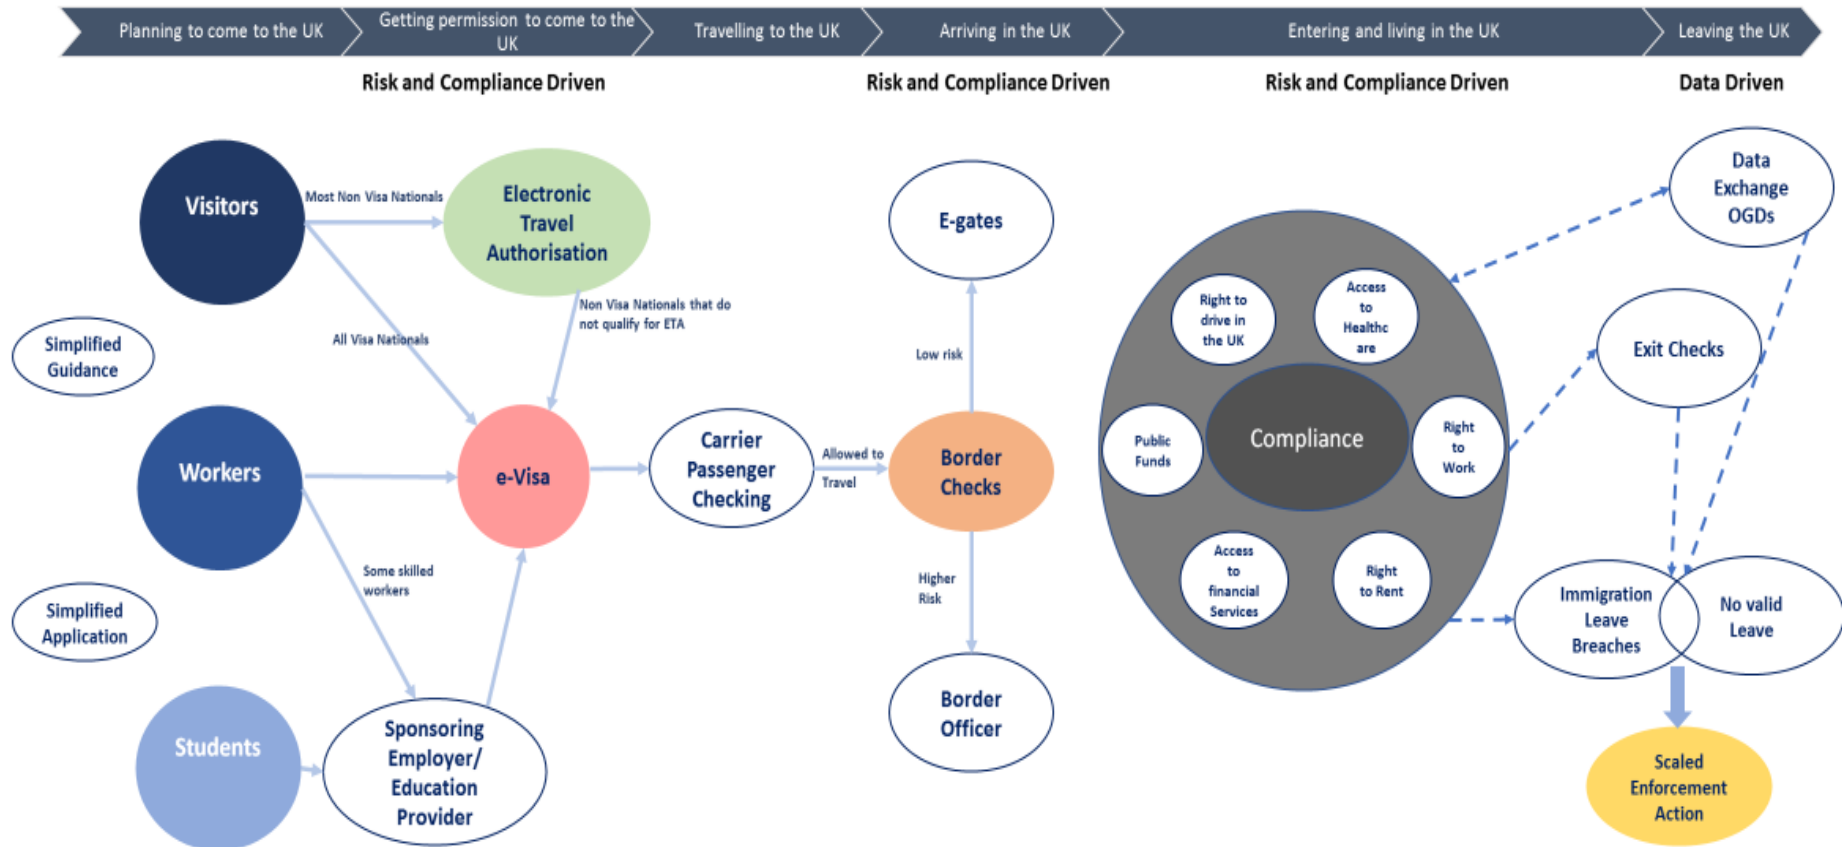 Planning to come to the UK
Getting permission to come to the
UK
Travelling to the UK
Arriving in the UK
Entering and living in the UK
Leaving the UK
Risk and Compliance Driven
Risk and Compliance Driven
Risk and Compliance Driven
Data Driven
Visitors
Most Non Visa Nationals
Electronic
Travel
Authorisation
Non Visa Nationals that do
not qualify for ETA
All Visa Nationals
Simplified
Guidance
Workers
e-Visa
Some skilled
workers
Simplified
Application
Students
Sponsoring
Employer/
Education
Provider
Carrier
Passenger
Checking
Allowed to
Travel
E-gates
Low risk
Border
Checks
Higher
Risk
Border
Officer
Right to
drive in
the UK
Access
to
Healthc
are
Public
Funds
Compliance
Right
to
Work
Access
to
financial
Services
Right
to Rent
Data
Exchange
OGDs
Exit Checks
Immigration
Leave
Breaches
No valid
Leave
Scaled
Enforcement
Action